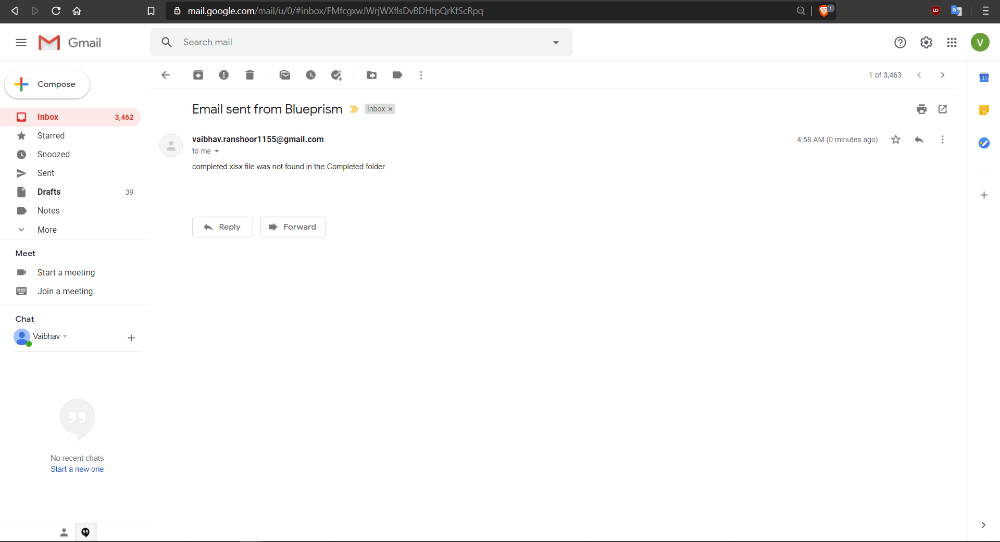 mail.google.com/mail/u/0/#inbox/FMfcgxwJWrjWXflsDvBDHtpQrKfScRpq
1
Gmail
Search mail
V
Compose
1 of 3,463
31
Inbox 3,462
Starred
Snoozed
Sent
Drafts 39
Notes
More
Email sent from Blueprism
Inbox ×
vaibhav.ranshoor1155@gmail.com
4:58 AM (0 minutes ago)
to me
completed.xlsx file was not found in the Completed folder.
Reply
Forward
Meet
Start a meeting
Join a meeting
Chat
Vaibhav
No recent chats
Start a new one